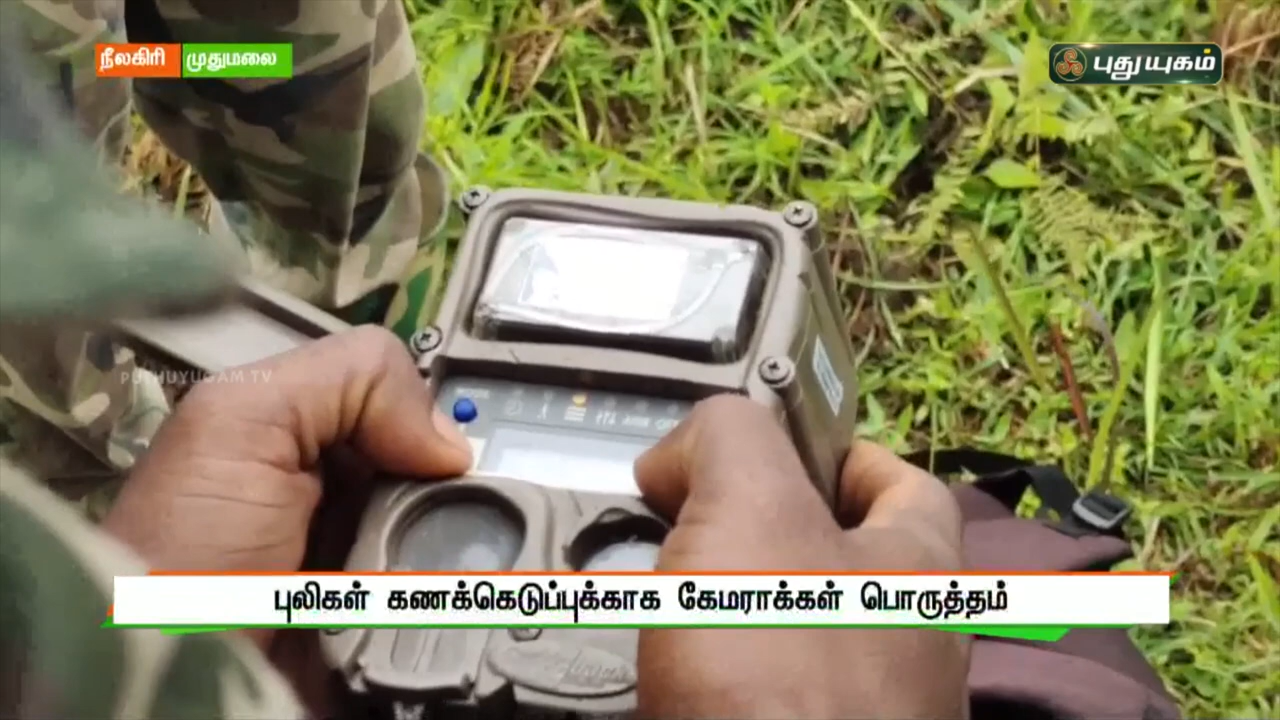 நீலகிரி முதுமலை
புதுயுகம்
PUTHUYUGAM TV
புலிகள் கணக்கெடுப்புக்காக கேமராக்கள் பொருத்தம்